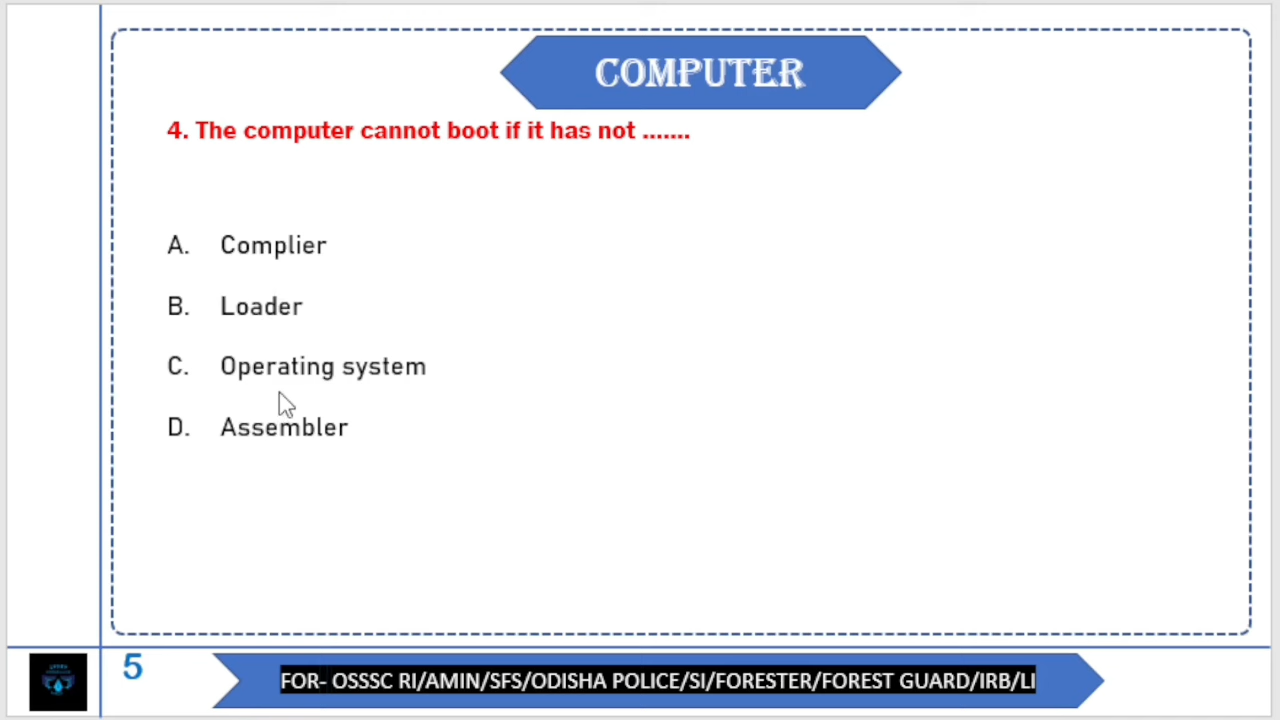 COMPUTER
4. The computer cannot boot if it has not .......
A. Complier
B. Loader
C. Operating system
D. Assembler
5
FOR- OSSSC RI/AMIN/SFS/ODISHA POLICE/SI/FORESTER/FOREST GUARD/IRB/LI